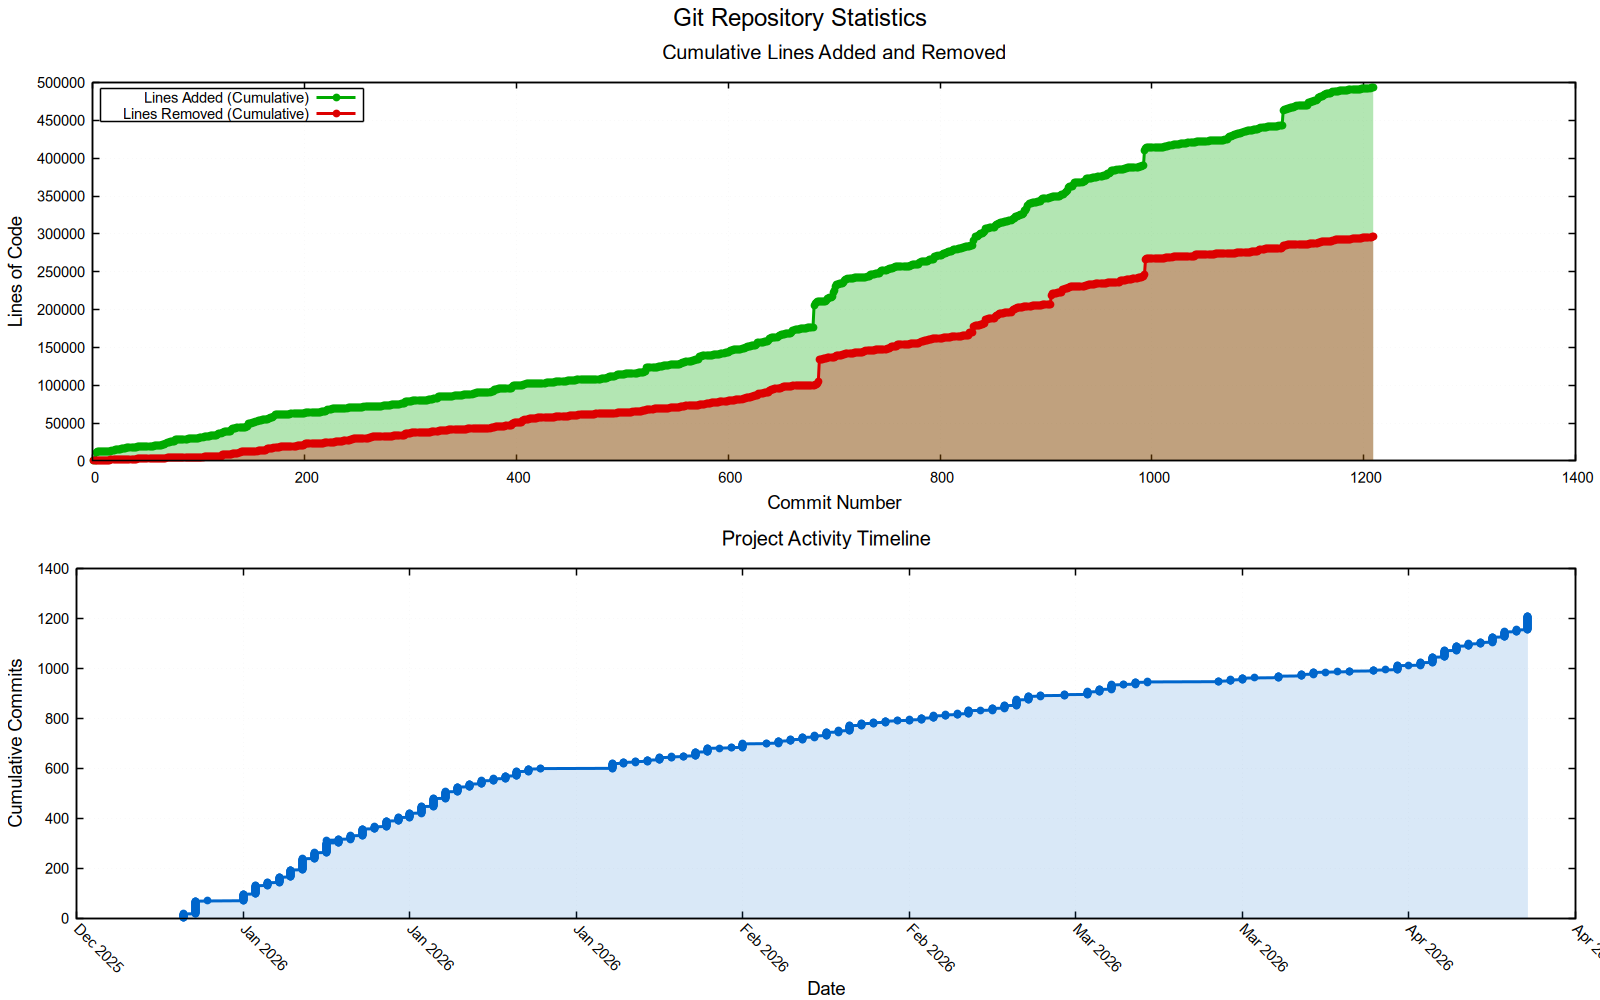 Git Repository Statistics
Cumulative Lines Added and Removed
Lines of Code
500000
450000
400000
350000
300000
250000
200000
150000
100000
50000
0
Lines Added (Cumulative)
Lines Removed (Cumulative)
0 200 400 600 800 1000 1200 1400
Commit Number
Project Activity Timeline
Cumulative Commits
1400
1200
1000
800
600
400
200
0
Dec 2025 Jan 2026 Jan 2026 Jan 2026 Feb 2026 Feb 2026 Mar 2026 Mar 2026 Apr 2026 Apr
Date